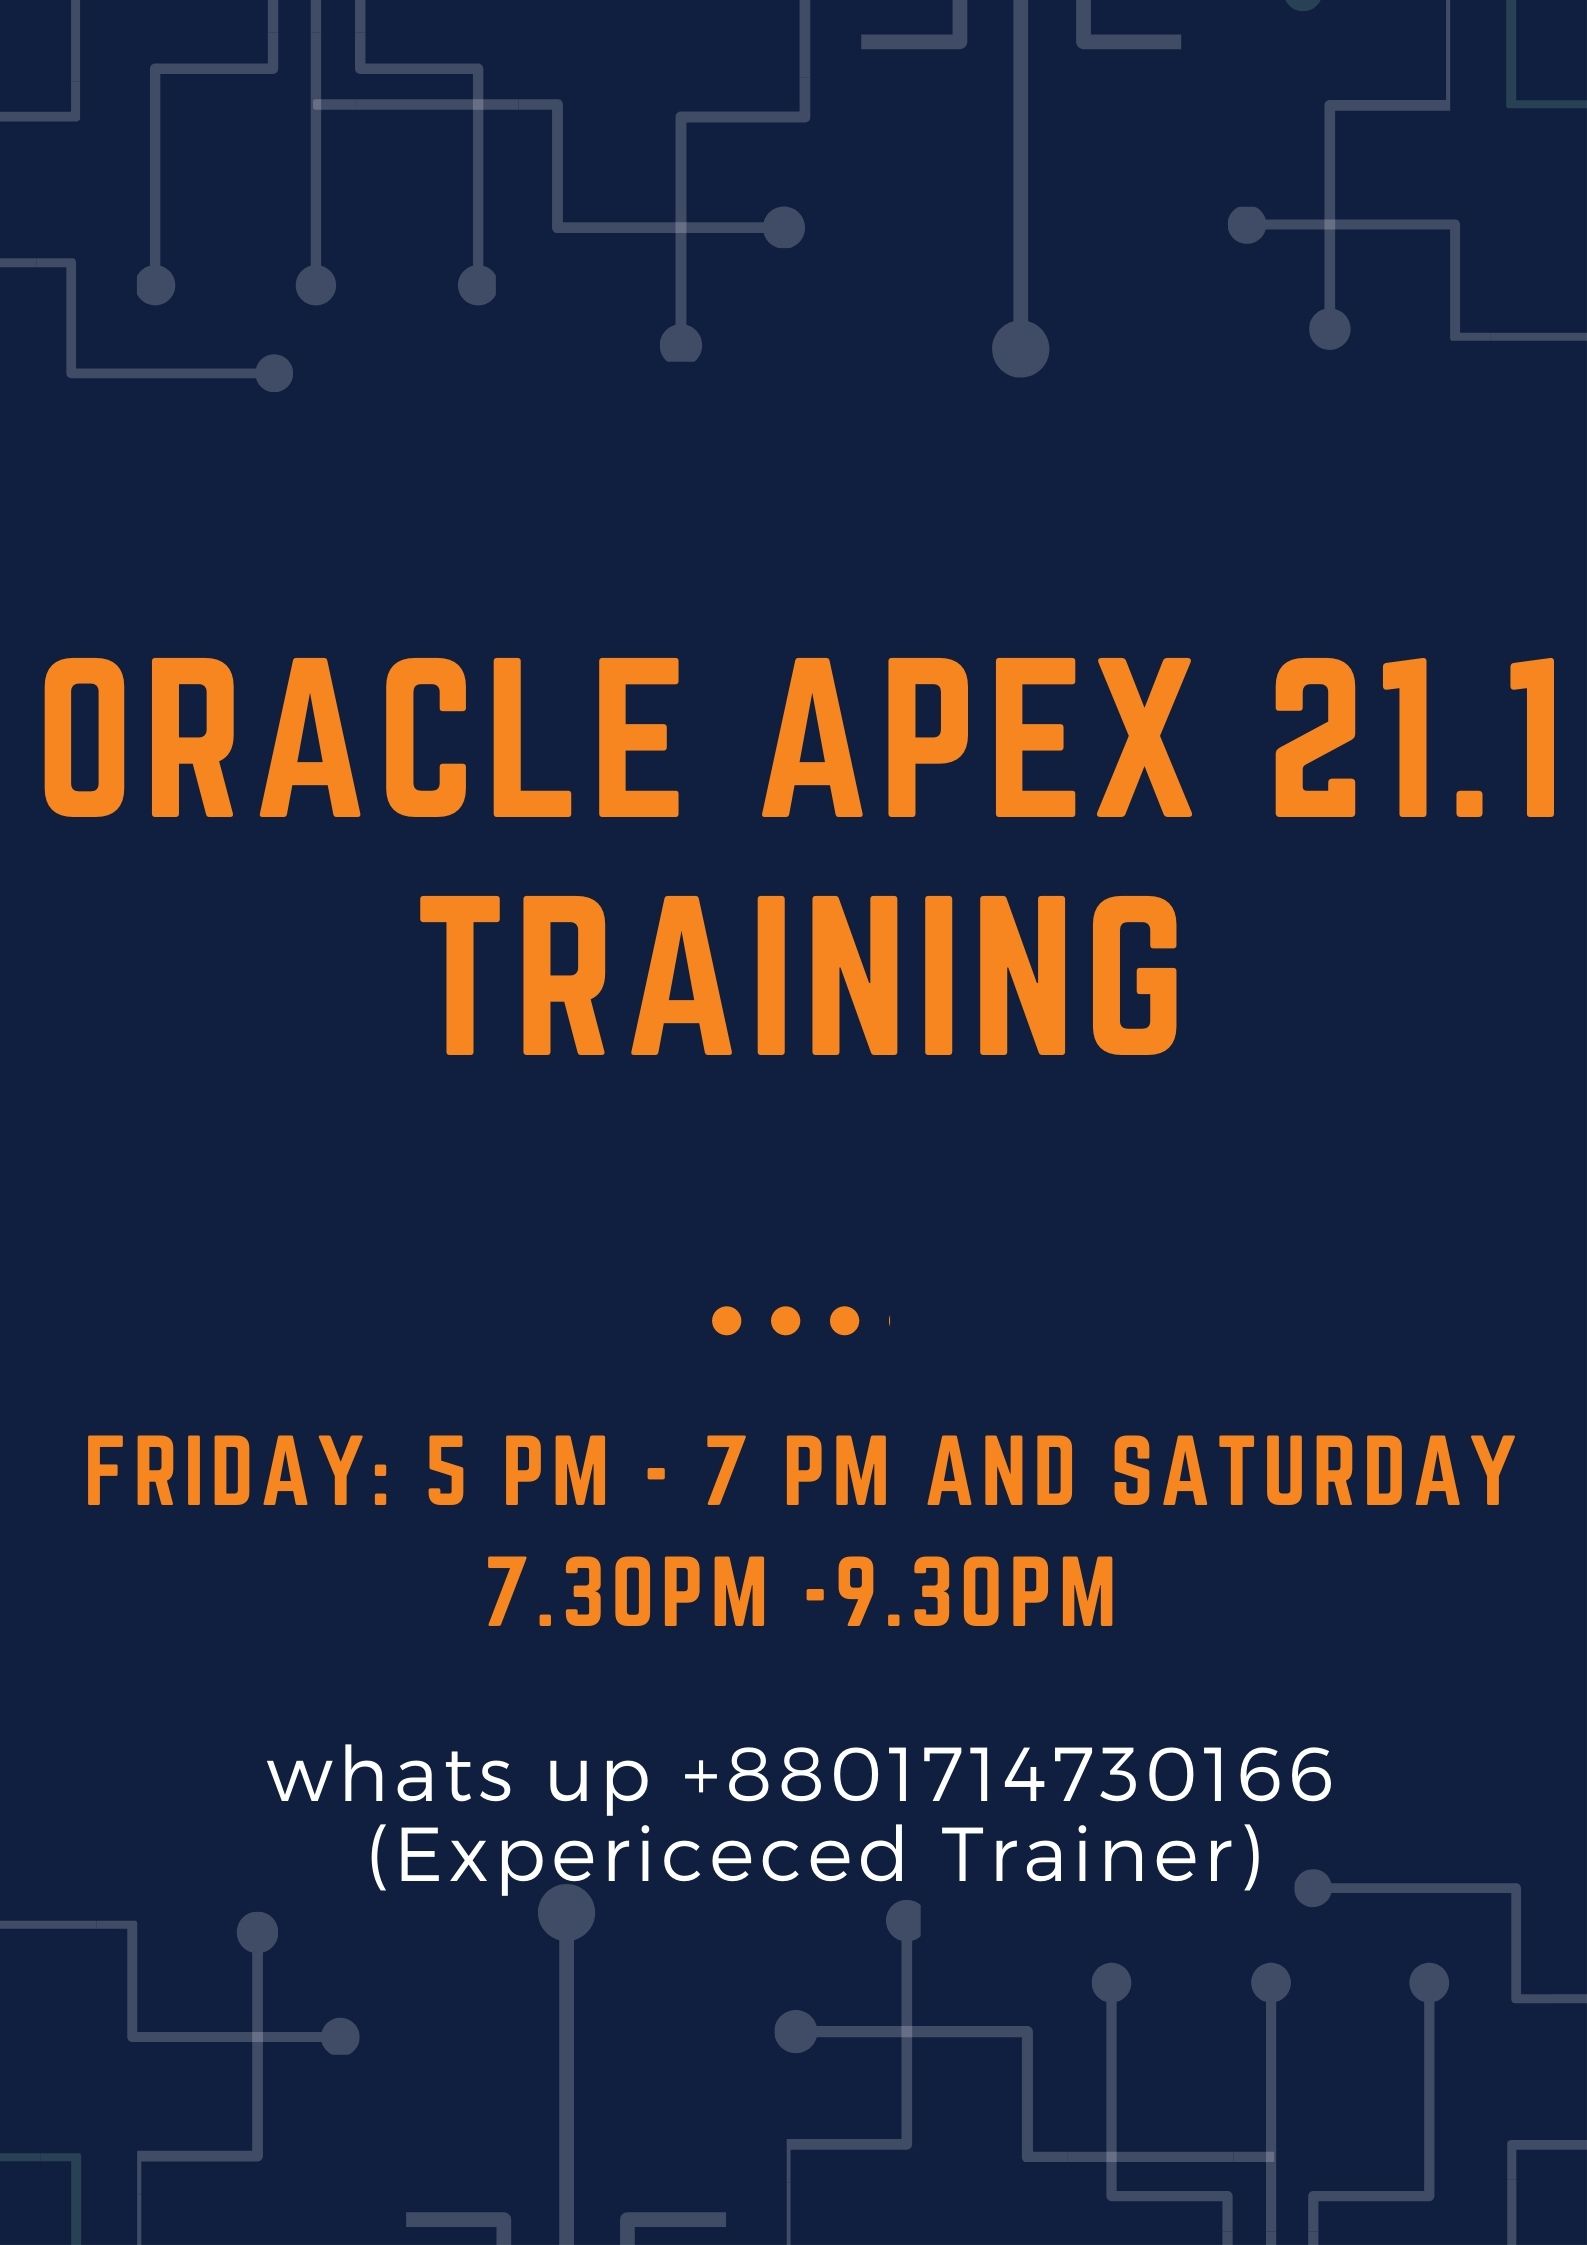 ORACLE APEX 21.1
TRAINING
FRIDAY: 5 PM - 7 PM AND SATURDAY
7.30PM -9.30PM
whats up +8801714730166
(Expericeced Trainer)